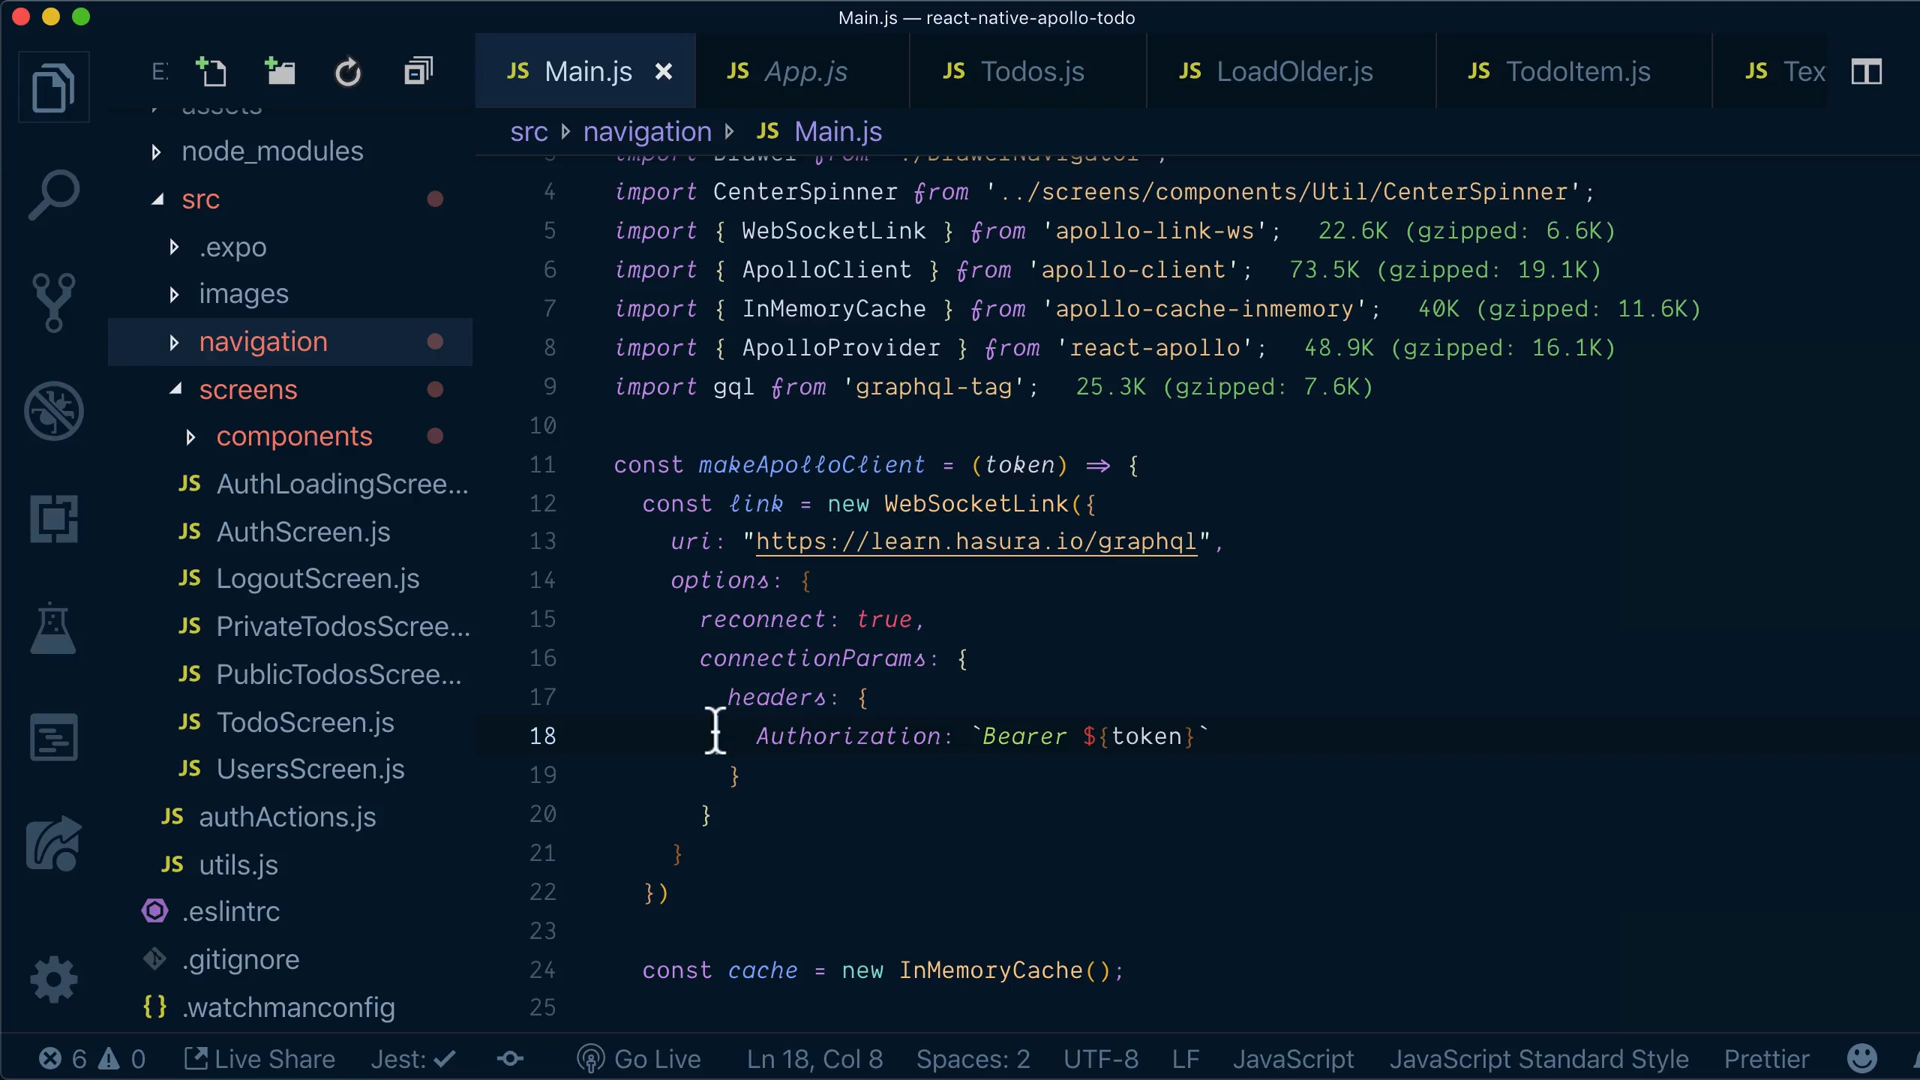 Main.js — react-native-apollo-todo
E:
JS Main.js
JS App.js
JS Todos.js
JS LoadOlder.js
JS TodoItem.js
JS Tex
src navigation JS Main.js
assets
node_modules
src
.expo
images
navigation
screens
components
JS AuthLoadingScree...
JS AuthScreen.js
JS LogoutScreen.js
JS PrivateTodosScree...
JS PublicTodosScree...
JS TodoScreen.js
JS UsersScreen.js
JS authActions.js
JS utils.js
.eslintrc
.gitignore
{} .watchmanconfig
3 import Drawer from './DrawerNavigator';
4 import CenterSpinner from '../screens/components/Util/CenterSpinner';
5 import { WebSocketLink } from 'apollo-link-ws'; 22.6K (gzipped: 6.6K)
6 import { ApolloClient } from 'apollo-client'; 73.5K (gzipped: 19.1K)
7 import { InMemoryCache } from 'apollo-cache-inmemory'; 40K (gzipped: 11.6K)
8 import { ApolloProvider } from 'react-apollo'; 48.9K (gzipped: 16.1K)
9 import gql from 'graphql-tag'; 25.3K (gzipped: 7.6K)
10
11 const makeApolloClient = (token) => {
12 const link = new WebSocketLink({
13 uri: "https://learn.hasura.io/graphql",
14 options: {
15 reconnect: true,
16 connectionParams: {
17 headers: {
18 Authorization: `Bearer ${token}`
19 }
20 }
21 }
22 })
23
24 const cache = new InMemoryCache();
25
6 0 Live Share Jest: Go Live Ln 18, Col 8 Spaces: 2 UTF-8 LF JavaScript JavaScript Standard Style Prettier